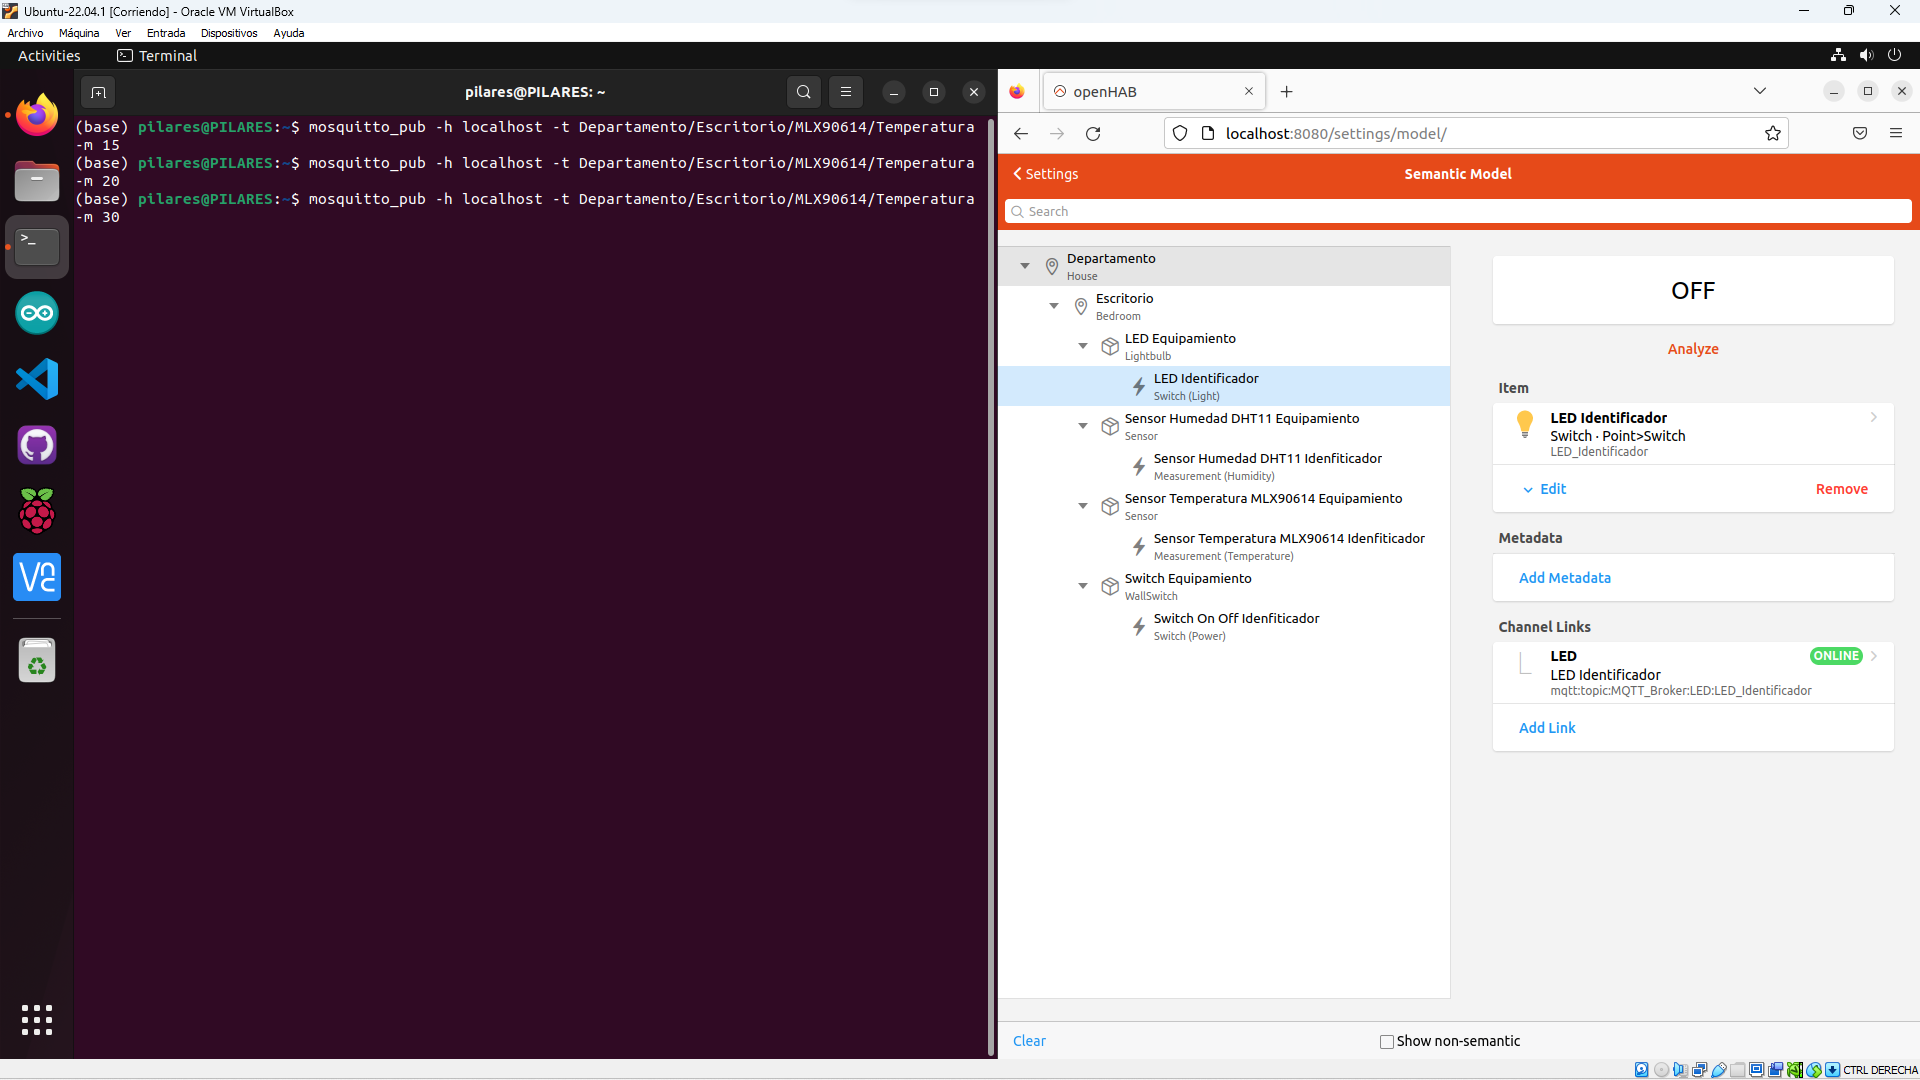 Ubuntu-22.04.1 [Corriendo] - Oracle VM VirtualBox
Archivo Máquina Ver Entrada Dispositivos Ayuda
Activities Terminal
pilares@PILARES: ~
(base) pilares@PILARES:~$ mosquitto_pub -h localhost -t Departamento/Escritorio/MLX90614/Temperatura
-m 15
(base) pilares@PILARES:~$ mosquitto_pub -h localhost -t Departamento/Escritorio/MLX90614/Temperatura
-m 20
(base) pilares@PILARES:~$ mosquitto_pub -h localhost -t Departamento/Escritorio/MLX90614/Temperatura
-m 30
openHAB
localhost:8080/settings/model/
Settings
Semantic Model
Search
Departamento
House
Escritorio
Bedroom
LED Equipamiento
Lightbulb
LED Identificador
Switch (Light)
Sensor Humedad DHT11 Equipamiento
Sensor
Sensor Humedad DHT11 Idenfiticador
Measurement (Humidity)
Sensor Temperatura MLX90614 Equipamiento
Sensor
Sensor Temperatura MLX90614 Idenfiticador
Measurement (Temperature)
Switch Equipamiento
WallSwitch
Switch On Off Idenfiticador
Switch (Power)
OFF
Analyze
Item
LED Identificador
Switch · Point>Switch
LED_Identificador
Edit
Remove
Metadata
Add Metadata
Channel Links
LED
ONLINE
LED Identificador
mqtt:topic:MQTT_Broker:LED:LED_Identificador
Add Link
Clear
Show non-semantic
CTRL DERECHA